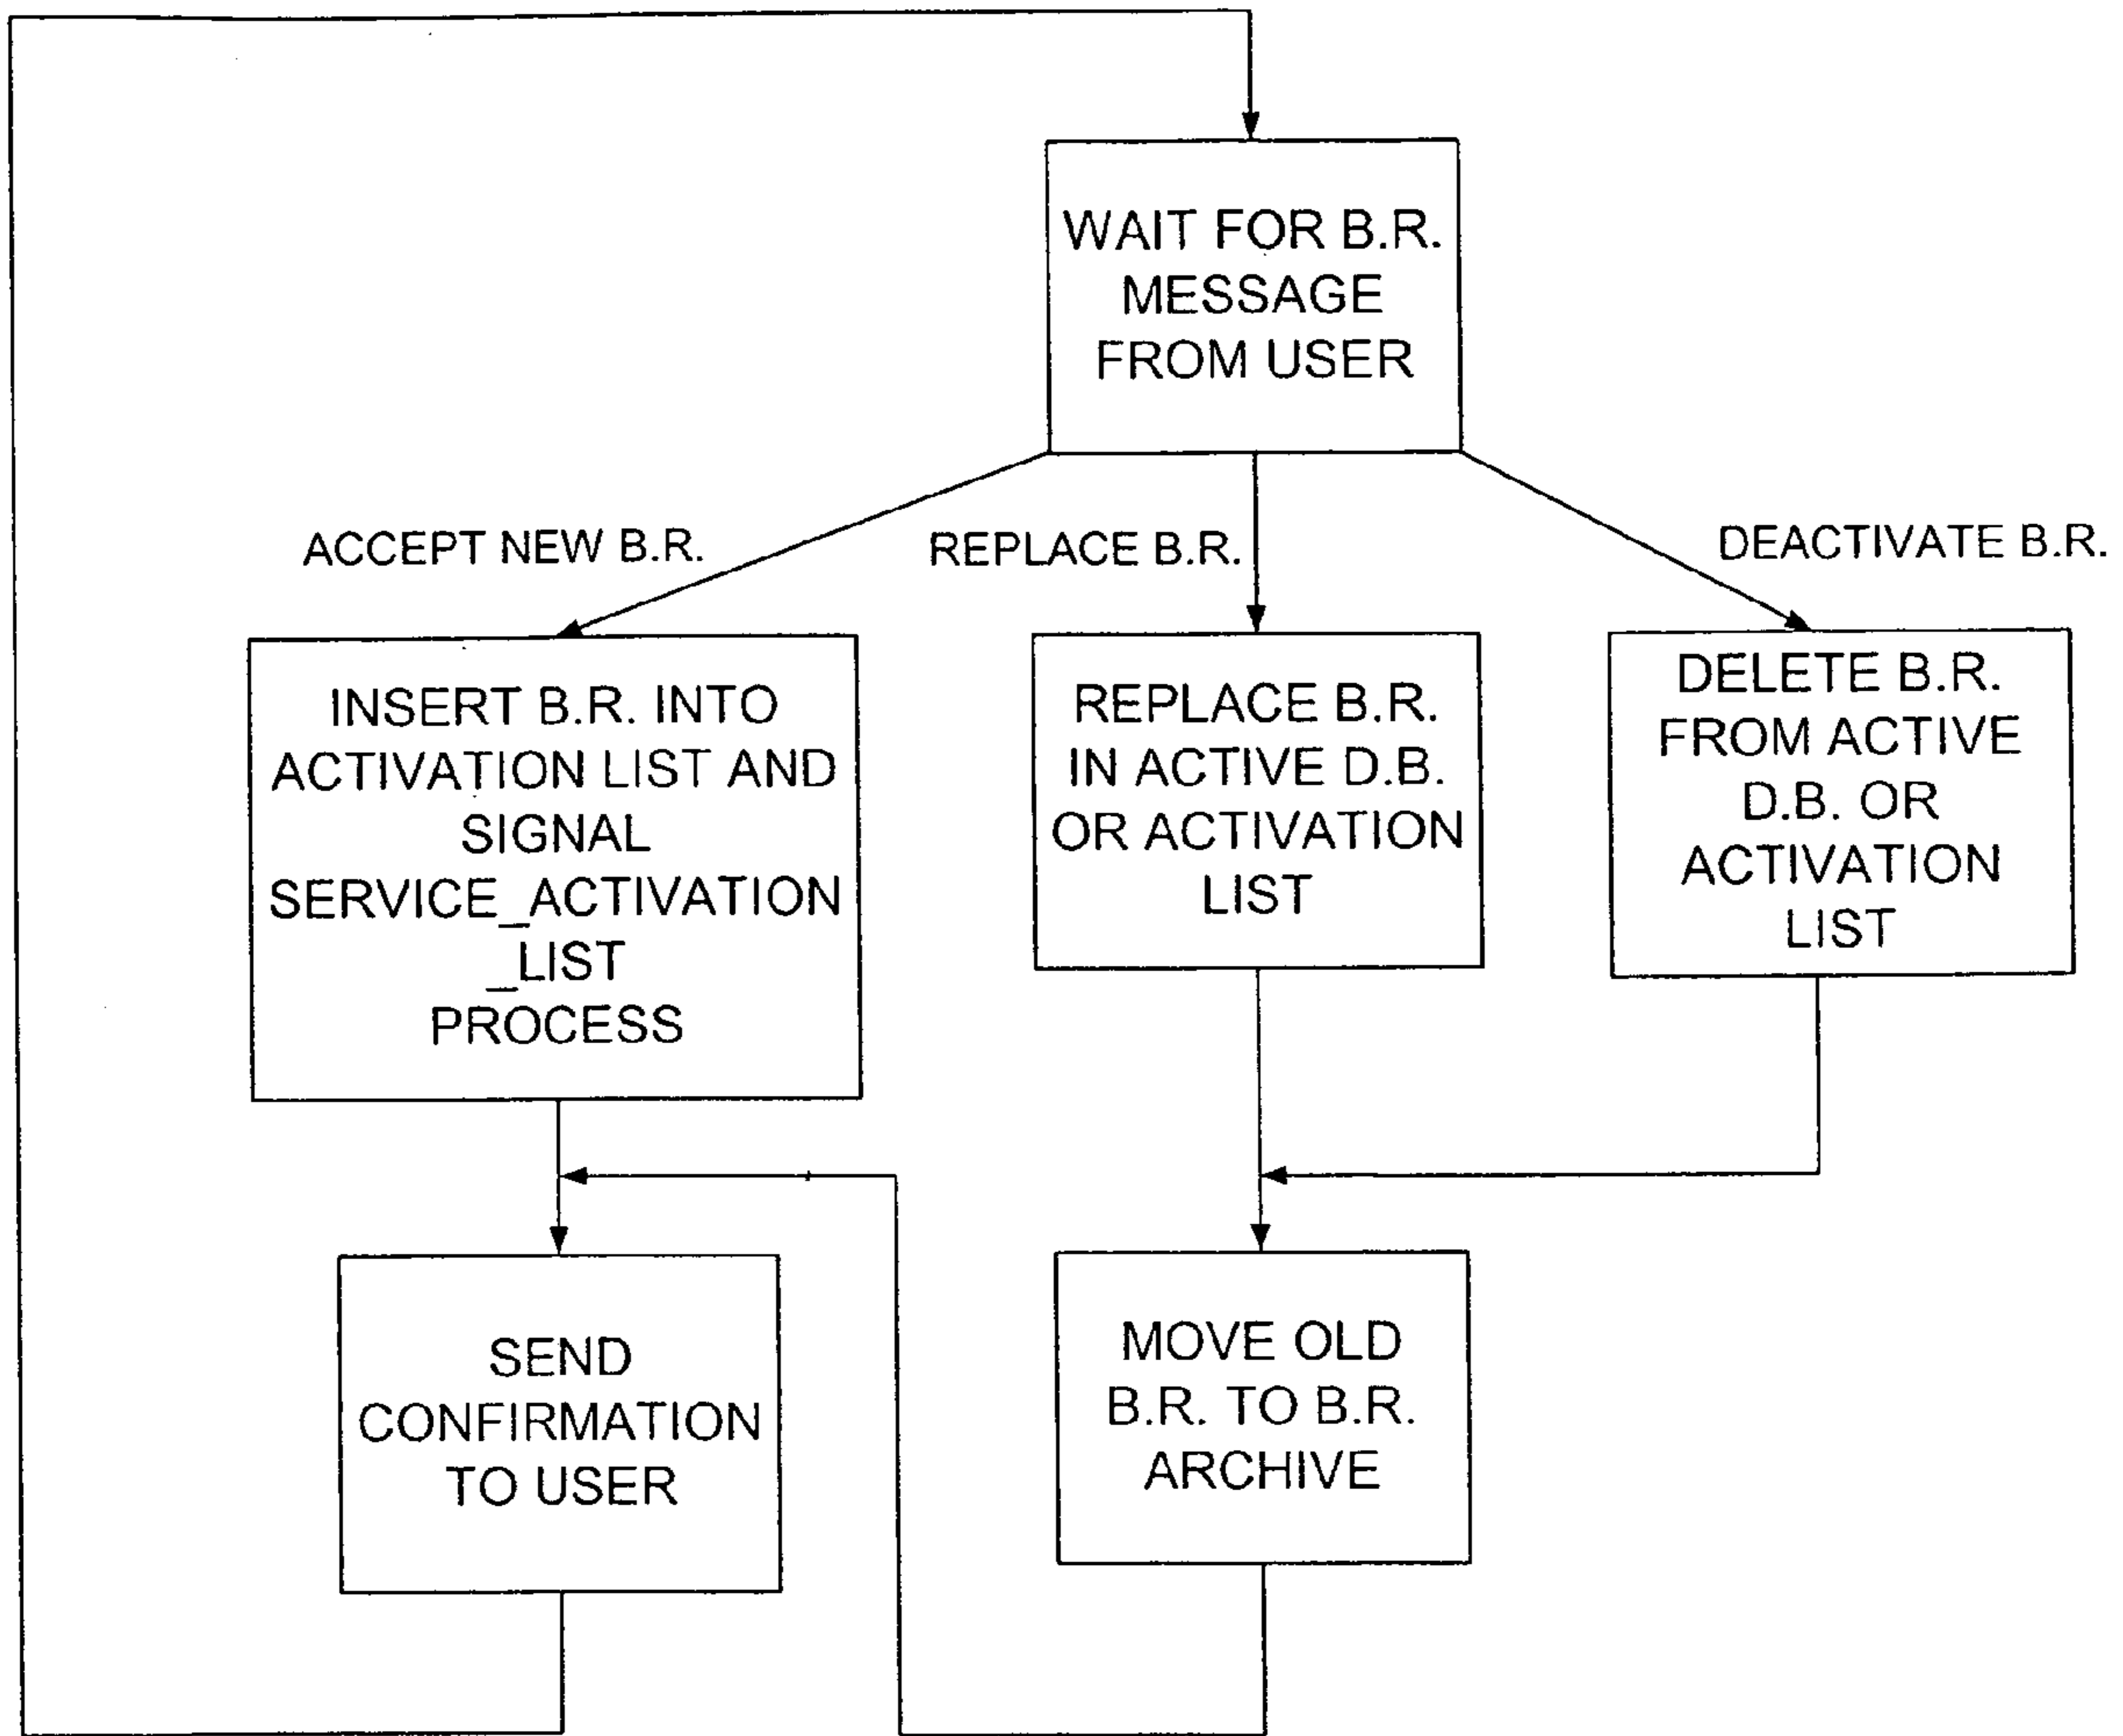 WAIT FOR B.R.
MESSAGE
FROM USER
ACCEPT NEW B.R.
REPLACE B.R.
DEACTIVATE B.R.
INSERT B.R. INTO
ACTIVATION LIST AND
SIGNAL
SERVICE_ACTIVATION
_LIST
PROCESS
REPLACE B.R.
IN ACTIVE D.B.
OR ACTIVATION
LIST
DELETE B.R.
FROM ACTIVE
D.B. OR
ACTIVATION
LIST
SEND
CONFIRMATION
TO USER
MOVE OLD
B.R. TO B.R.
ARCHIVE